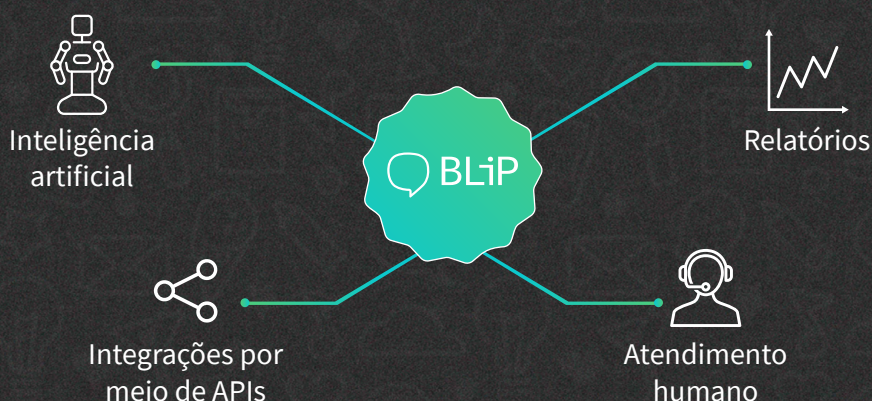 Inteligência
artificial
Relatórios
BLiP
Integrações por
meio de APIs
Atendimento
humano